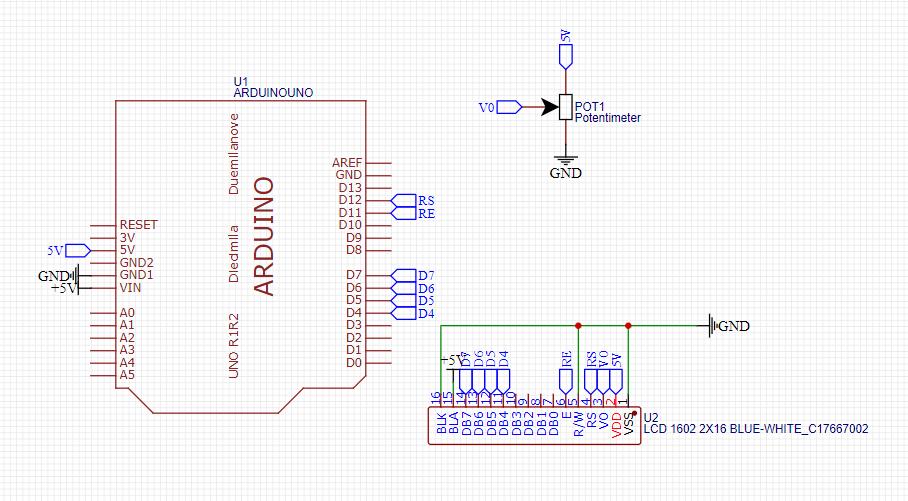 5V
V0
POT1
Potentimeter
GND
U1
ARDUINOUNO
Duemilanove
Diedmlla
UNO R1R2
ARDUINO
AREF
GND
D13
D12
RS
D11
RE
D10
D9
D8
D7
D7
D6
D6
D5
D5
D4
D4
D3
D2
D1
D0
RESET
3V
5V
5V
GND2
GND
GND1
+5V
VIN
A0
A1
A2
A3
A4
A5
GND
+5V
D7
D6
D5
D4
RE
RS
VO
5V
16
15
14
13
12
11
10
9
8
7
6
5
4
3
2
1
BLK
BLA
DB7
DB6
DB5
DB4
DB3
DB2
DB1
DB0
E
R/W
RS
VO
VDD
VSS
U2
LCD 1602 2X16 BLUE-WHITE_C17667002